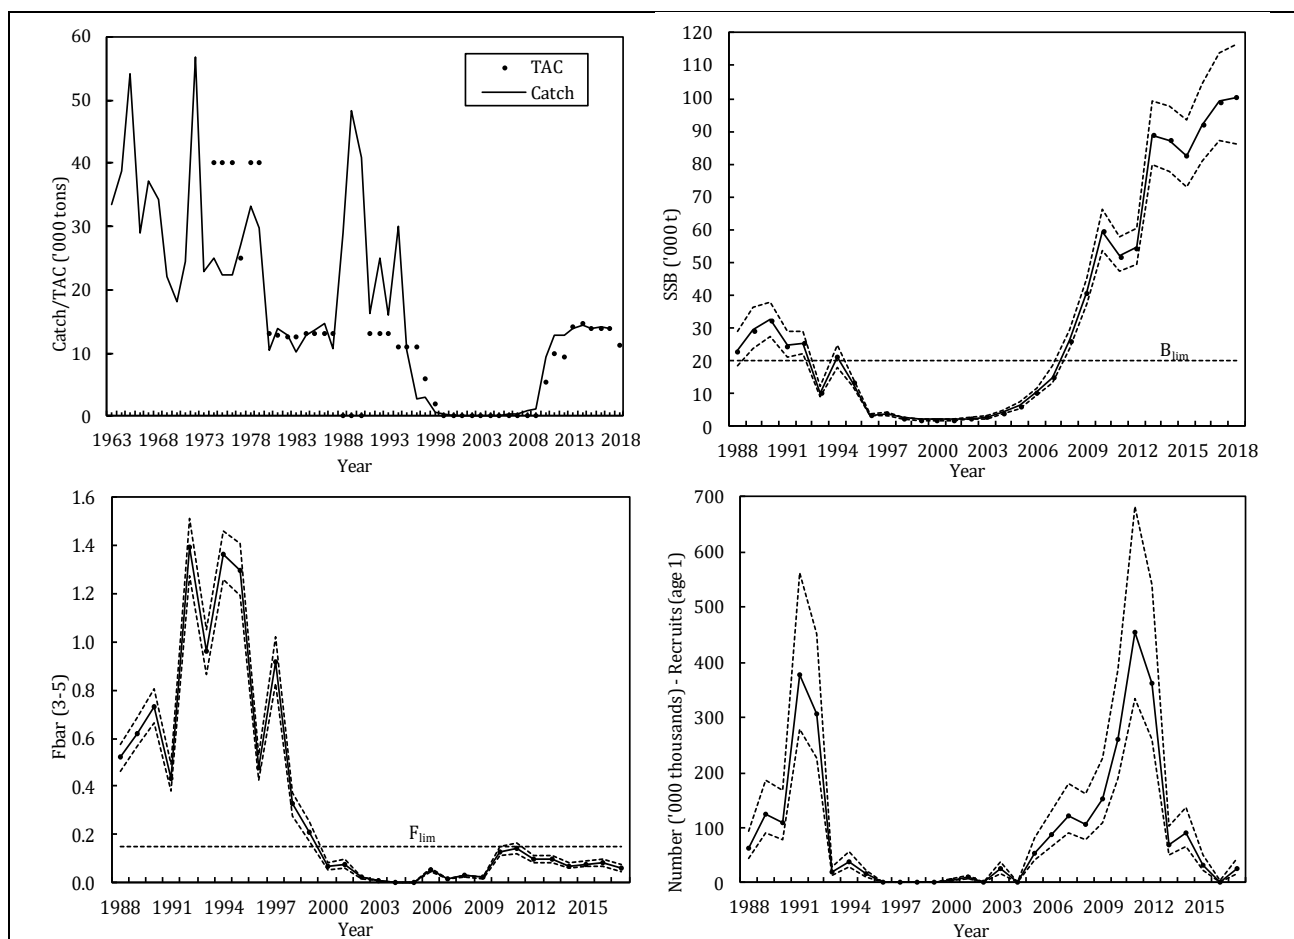 60
50
40
30
20
10
0
Catch/TAC ('000 tons)
TAC
Catch
1963 1968 1973 1978 1983 1988 1993 1998 2003 2008 2013 2018
Year
120
110
100
90
80
70
60
50
40
30
20
10
0
SSB ('000 t)
Blim
1988 1991 1994 1997 2000 2003 2006 2009 2012 2015 2018
Year
1.6
1.4
1.2
1.0
0.8
0.6
0.4
0.2
0.0
Fbar (3-5)
Flim
1988 1991 1994 1997 2000 2003 2006 2009 2012 2015
Year
700
600
500
400
300
200
100
0
Number ('000 thousands) - Recruits (age 1)
1988 1991 1994 1997 2000 2003 2006 2009 2012 2015
Year